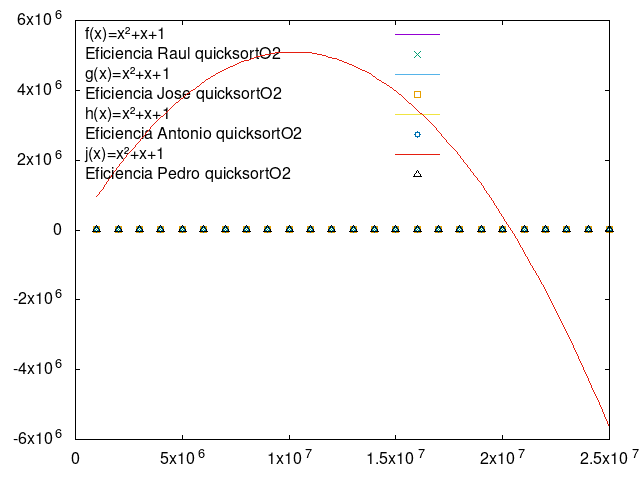 6x10⁶
f(x)=x²+x+1
Eficiencia Raul quicksortO2
g(x)=x²+x+1
4x10⁶
Eficiencia Jose quicksortO2
h(x)=x²+x+1
Eficiencia Antonio quicksortO2
j(x)=x²+x+1
2x10⁶
Eficiencia Pedro quicksortO2
0
-2x10⁶
-4x10⁶
-6x10⁶
0 5x10⁶ 1x10⁷ 1.5x10⁷ 2x10⁷ 2.5x10⁷